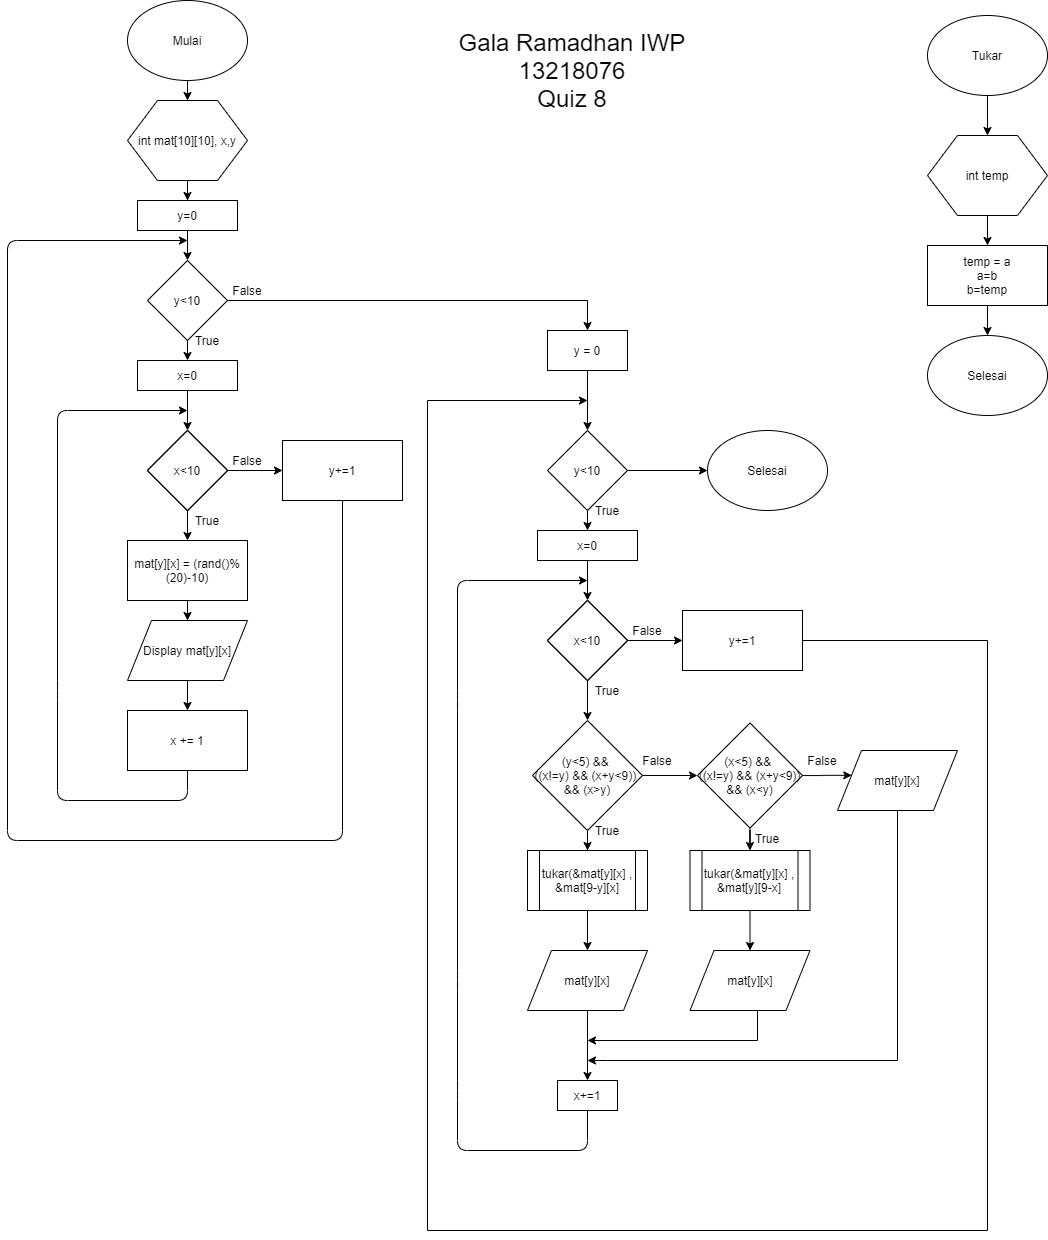 Gala Ramadhan IWP
13218076
Quiz 8
Mulai
int mat[10][10], x,y
y=0
y<10
False
True
x=0
x<10
False
y+=1
True
mat[y][x] = (rand()%
(20)-10)
Display mat[y][x]
x += 1
y = 0
y<10
Selesai
True
x=0
x<10
False
y+=1
True
(y<5) &&
((x!=y) && (x+y<9))
&& (x>y)
False
(x<5) &&
((x!=y) && (x+y<9))
&& (x<y)
False
mat[y][x]
True
True
tukar(&mat[y][x] ,
&mat[9-y][x]
tukar(&mat[y][x] ,
&mat[y][9-x]
mat[y][x]
mat[y][x]
x+=1
Tukar
int temp
temp = a
a=b
b=temp
Selesai